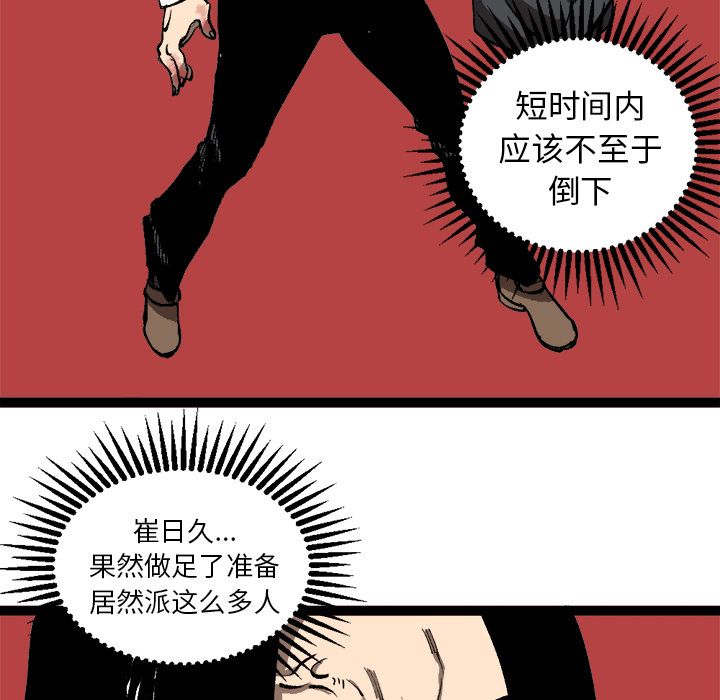 短时间内
应该不至于
倒下
崔日久...
果然做足了准备
居然派这么多人